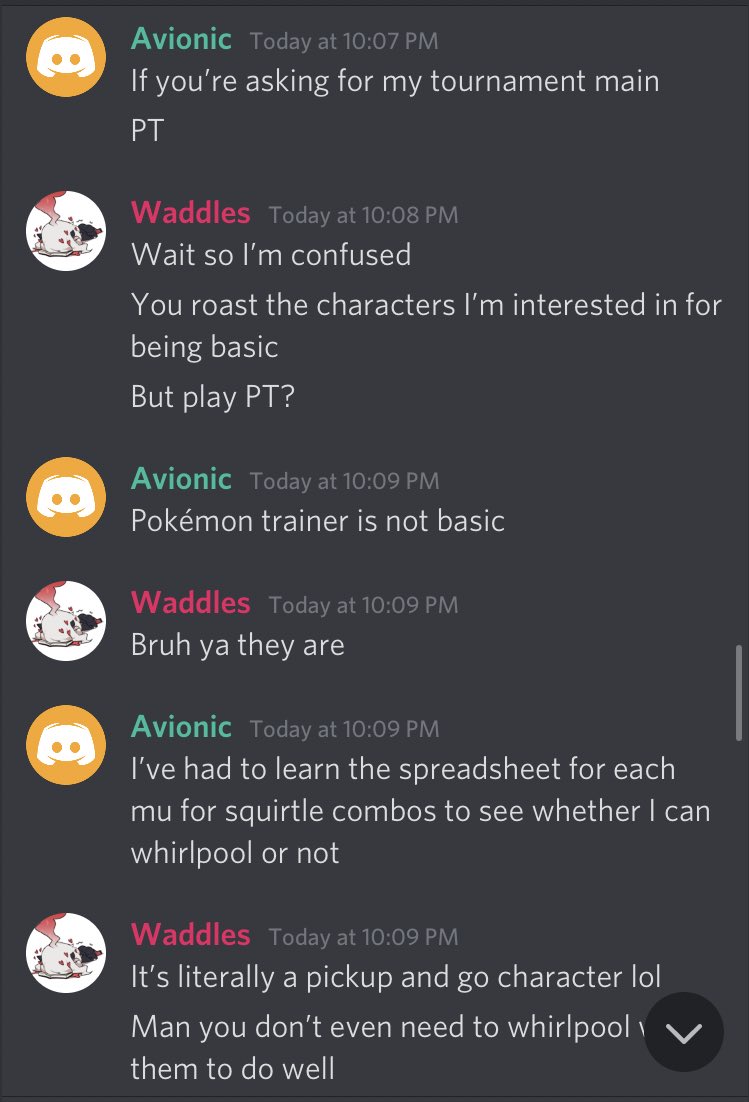 Avionic Today at 10:07 PM
If you’re asking for my tournament main
PT
Waddles Today at 10:08 PM
Wait so I’m confused
You roast the characters I’m interested in for
being basic
But play PT?
Avionic Today at 10:09 PM
Pokémon trainer is not basic
Waddles Today at 10:09 PM
Bruh ya they are
Avionic Today at 10:09 PM
I’ve had to learn the spreadsheet for each
mu for squirtle combos to see whether I can
whirlpool or not
Waddles Today at 10:09 PM
It’s literally a pickup and go character lol
Man you don’t even need to whirlpool
them to do well